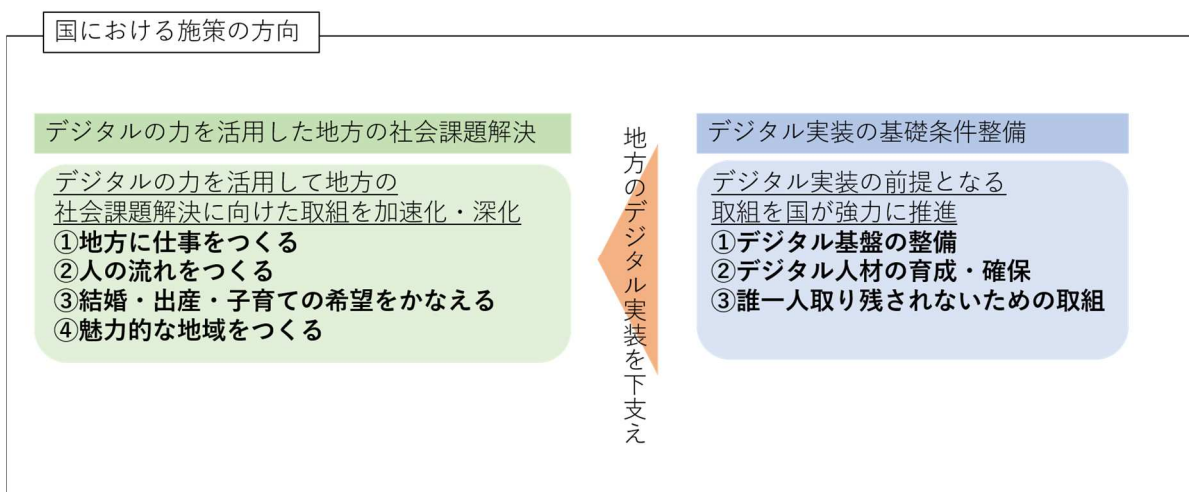 国における施策の方向
デジタルの力を活用した地方の社会課題解決
デジタルの力を活用して地方の
社会課題解決に向けた取組を加速化・深化
①地方に仕事をつくる
②人の流れをつくる
③結婚・出産・子育ての希望をかなえる
④魅力的な地域をつくる
地方のデジタル実装を下支え
デジタル実装の基礎条件整備
デジタル実装の前提となる
取組を国が強力に推進
①デジタル基盤の整備
②デジタル人材の育成・確保
③誰一人取り残されないための取組